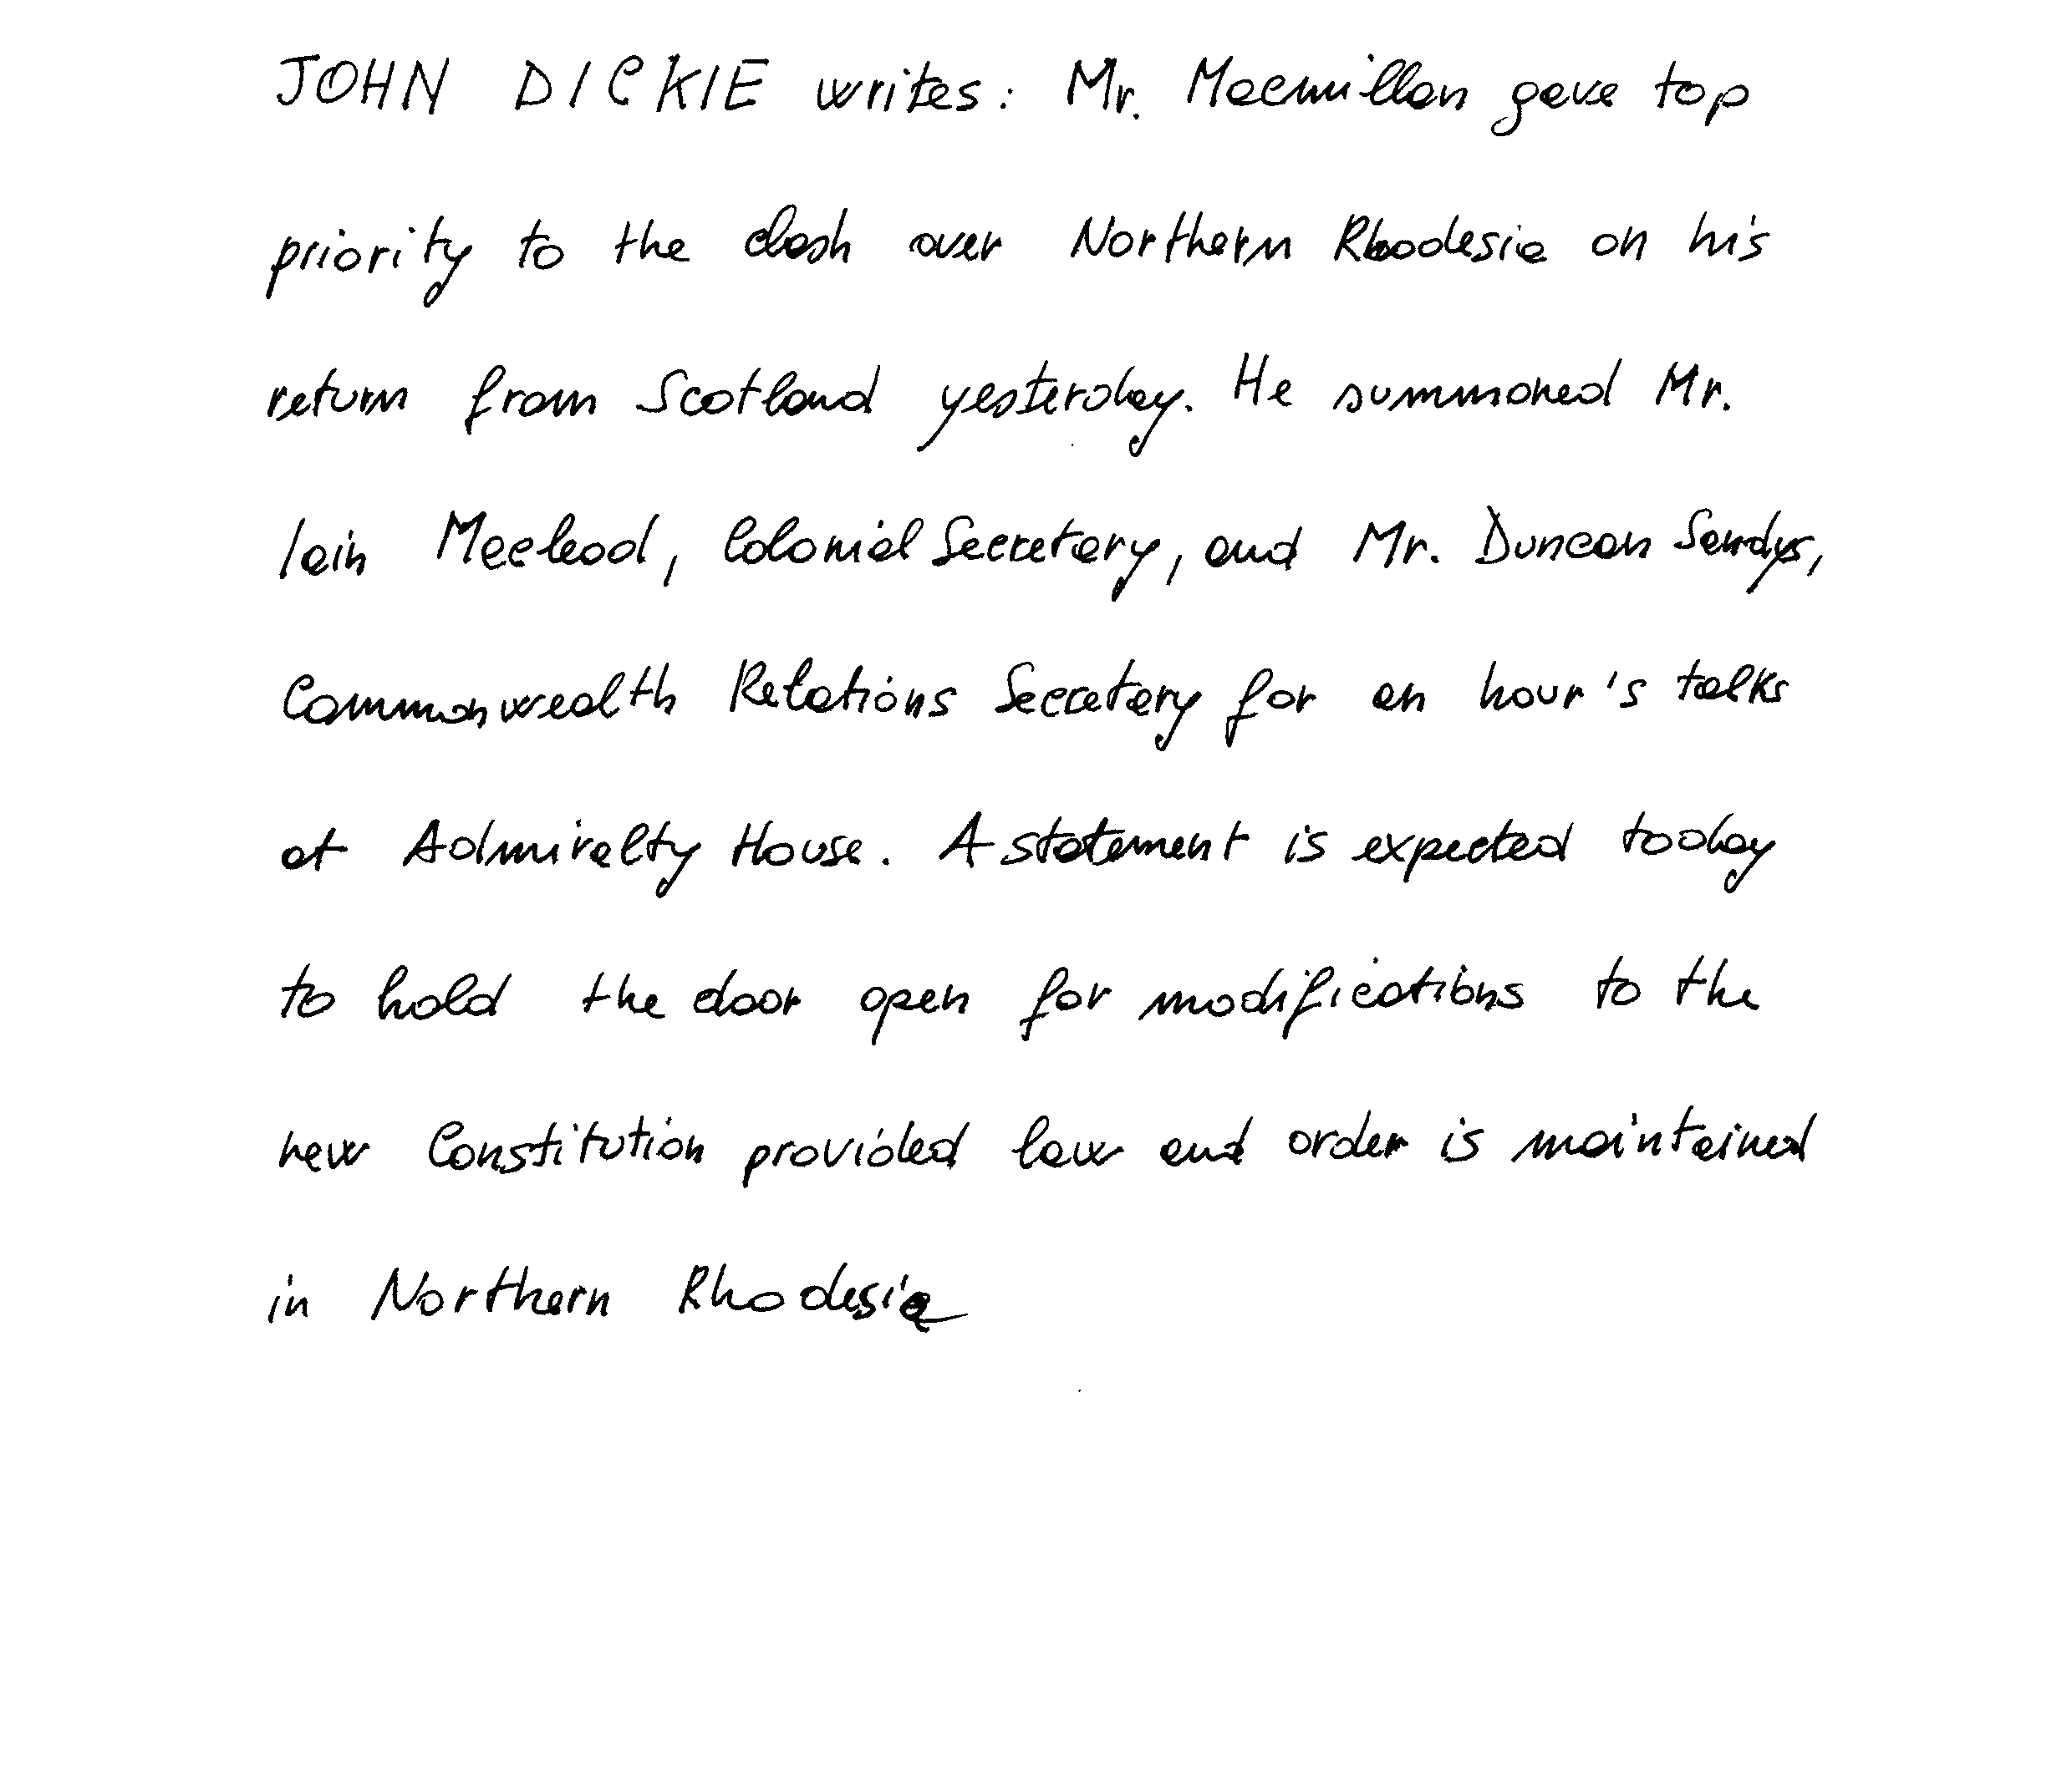 JOHN DICKIE writes: Mr. Macmillan gave top
priority to the clash over Northern Rhodesia on his
return from Scotland yesterday. He summoned Mr.
Iain Macleod, Colonial Secretary, and Mr. Duncan Sandys,
Commonwealth Relations Secretary for an hour's talks
at Admiralty House. A statement is expected today
to hold the door open for modifications to the
new Constitution provided law and order is maintained
in Northern Rhodesia